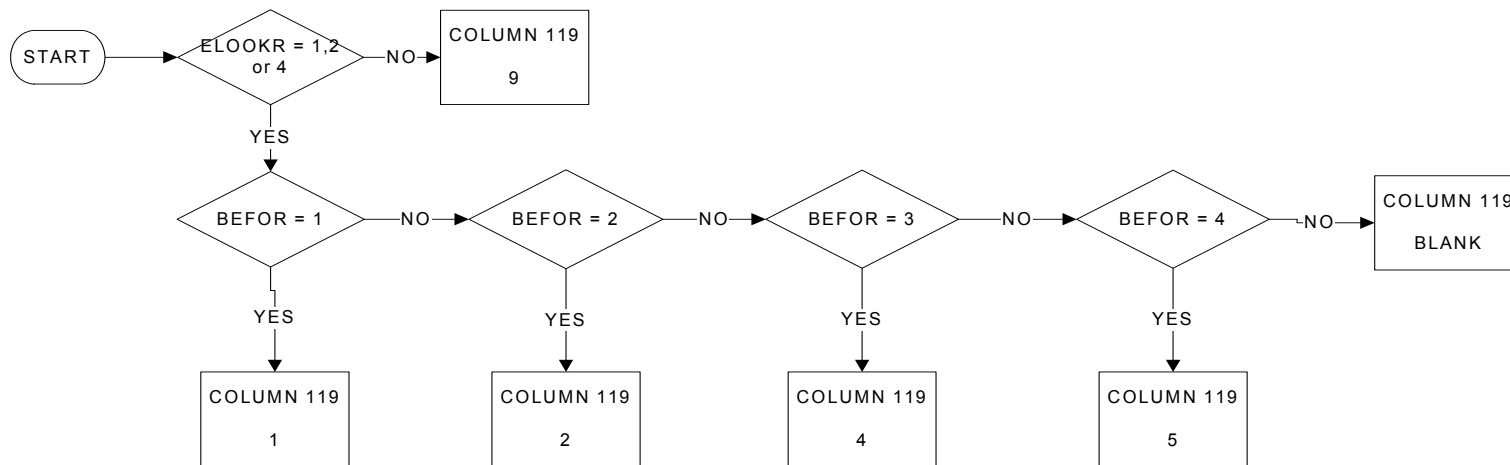 START
ELOOKR = 1,2
or 4
NO
COLUMN 119
9
YES
BEFOR = 1
NO
BEFOR = 2
NO
BEFOR = 3
NO
BEFOR = 4
NO
COLUMN 119
BLANK
YES
YES
YES
YES
COLUMN 119
1
COLUMN 119
2
COLUMN 119
4
COLUMN 119
5